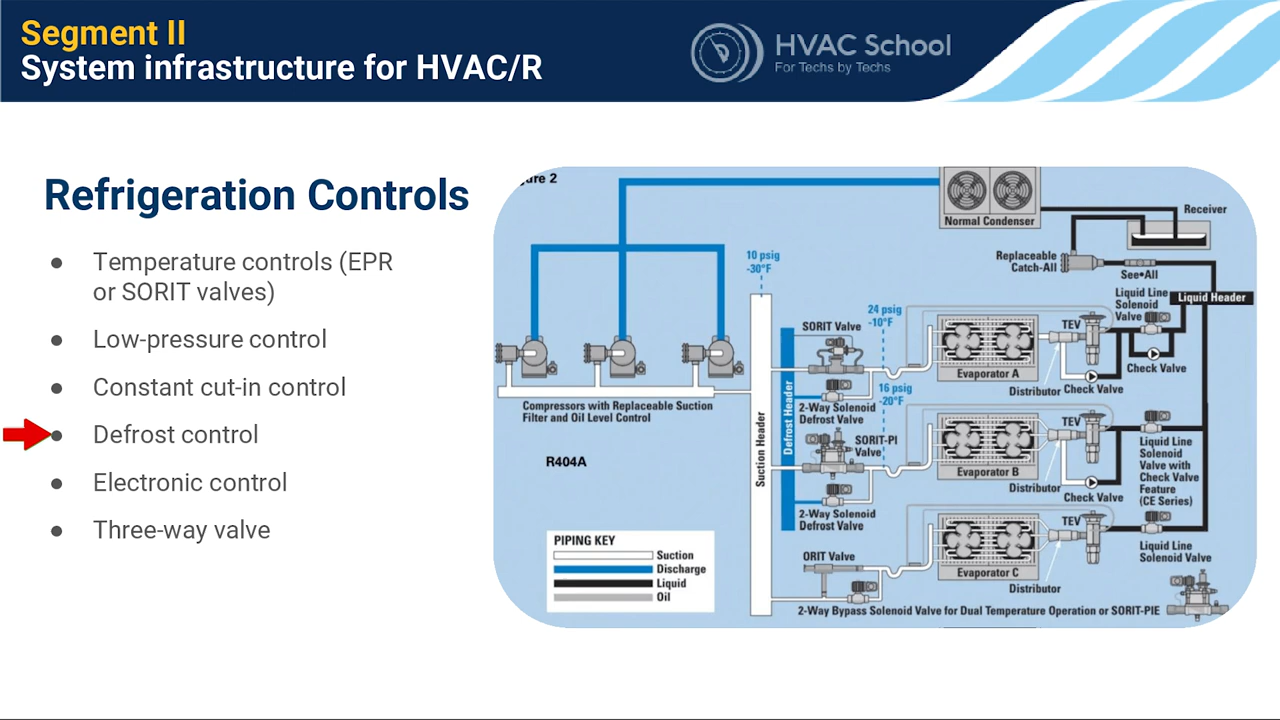 Segment II
System infrastructure for HVAC/R
HVAC School
For Techs by Techs
Refrigeration Controls
● Temperature controls (EPR
or SORIT valves)
● Low-pressure control
● Constant cut-in control
● Defrost control
● Electronic control
● Three-way valve
2
Normal Condenser
Receiver
Replaceable
Catch-All
See•All
Liquid Header
10 psig
-30°F
Liquid Line
Solenoid
Valve
24 psig
-10°F
SORIT Valve
TEV
Evaporator A
Check Valve
Distributor
Check Valve
Compressors with Replaceable Suction
Filter and Oil Level Control
Suction Header
Defrost Header
16 psig
-20°F
2-Way Solenoid
Defrost Valve
R404A
SORIT-PI
Valve
TEV
Evaporator B
Distributor
Check Valve
Liquid Line
Solenoid
Valve with
Check Valve
Feature
(CE Series)
2-Way Solenoid
Defrost Valve
TEV
ORIT Valve
Evaporator C
Distributor
Liquid Line
Solenoid Valve
2-Way Bypass Solenoid Valve for Dual Temperature Operation or SORIT-PIE
PIPING KEY
Suction
Discharge
Liquid
Oil